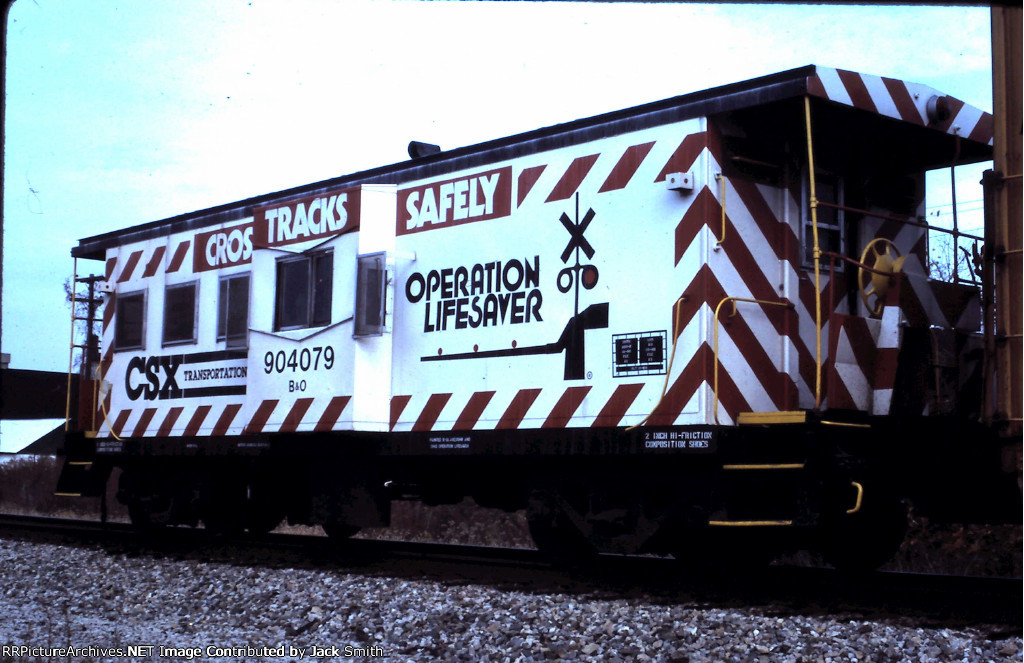 CROS TRACKS SAFELY
OPERATION
LIFESAVER
®
CSX TRANSPORTATION
904079
B&O
2 INCH HI-FRICTION
COMPOSITION SHOES
RRPictureArchives.NET Image Contributed by Jack Smith